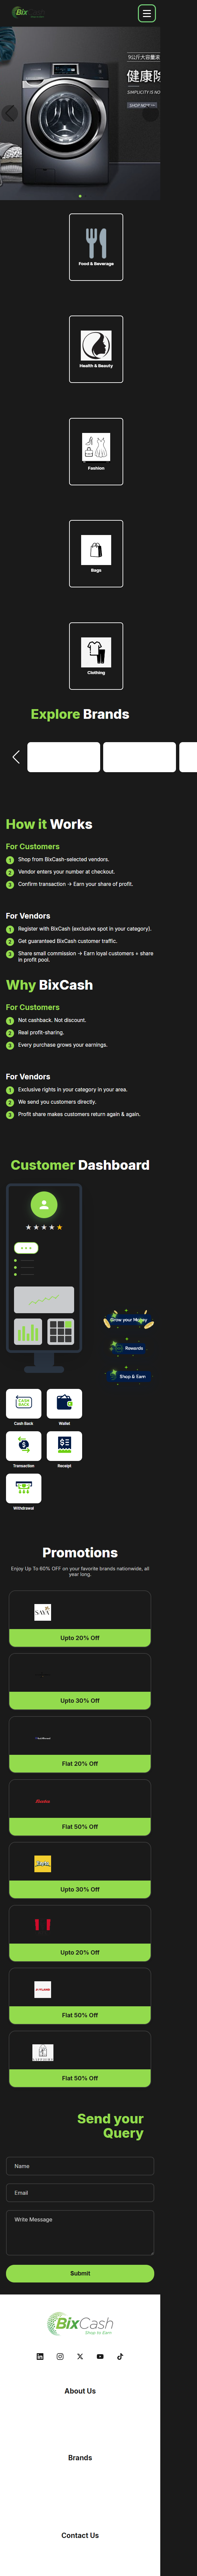 BixCash
9公斤大容量滚
健康除
SIMPLICITY IS NO
SHOP NOW >>
Food & Beverage
Health & Beauty
Fashion
Bags
Clothing
Explore Brands
How it Works
For Customers
1 Shop from BixCash-selected vendors.
2 Vendor enters your number at checkout.
3 Confirm transaction → Earn your share of profit.
For Vendors
1 Register with BixCash (exclusive spot in your category).
2 Get guaranteed BixCash customer traffic.
3 Share small commission → Earn loyal customers + share
in profit pool.
Why BixCash
For Customers
1 Not cashback. Not discount.
2 Real profit-sharing.
3 Every purchase grows your earnings.
For Vendors
1 Exclusive rights in your category in your area.
2 We send you customers directly.
3 Profit share makes customers return again & again.
Customer Dashboard
Grow your Money
Rewards
Shop & Earn
CASH
BACK
Cash Back
Wallet
Transaction
Receipt
Withdrawal
Promotions
Enjoy Up To 60% OFF on your favorite brands nationwide, all
year long.
SAYA
Upto 20% Off
Upto 30% Off
Flat 20% Off
Flat 50% Off
Upto 30% Off
Upto 20% Off
Flat 50% Off
Flat 50% Off
Send your
Query
Name
Email
Write Message
Submit
BixCash
Shop to Earn
About Us
Brands
Contact Us